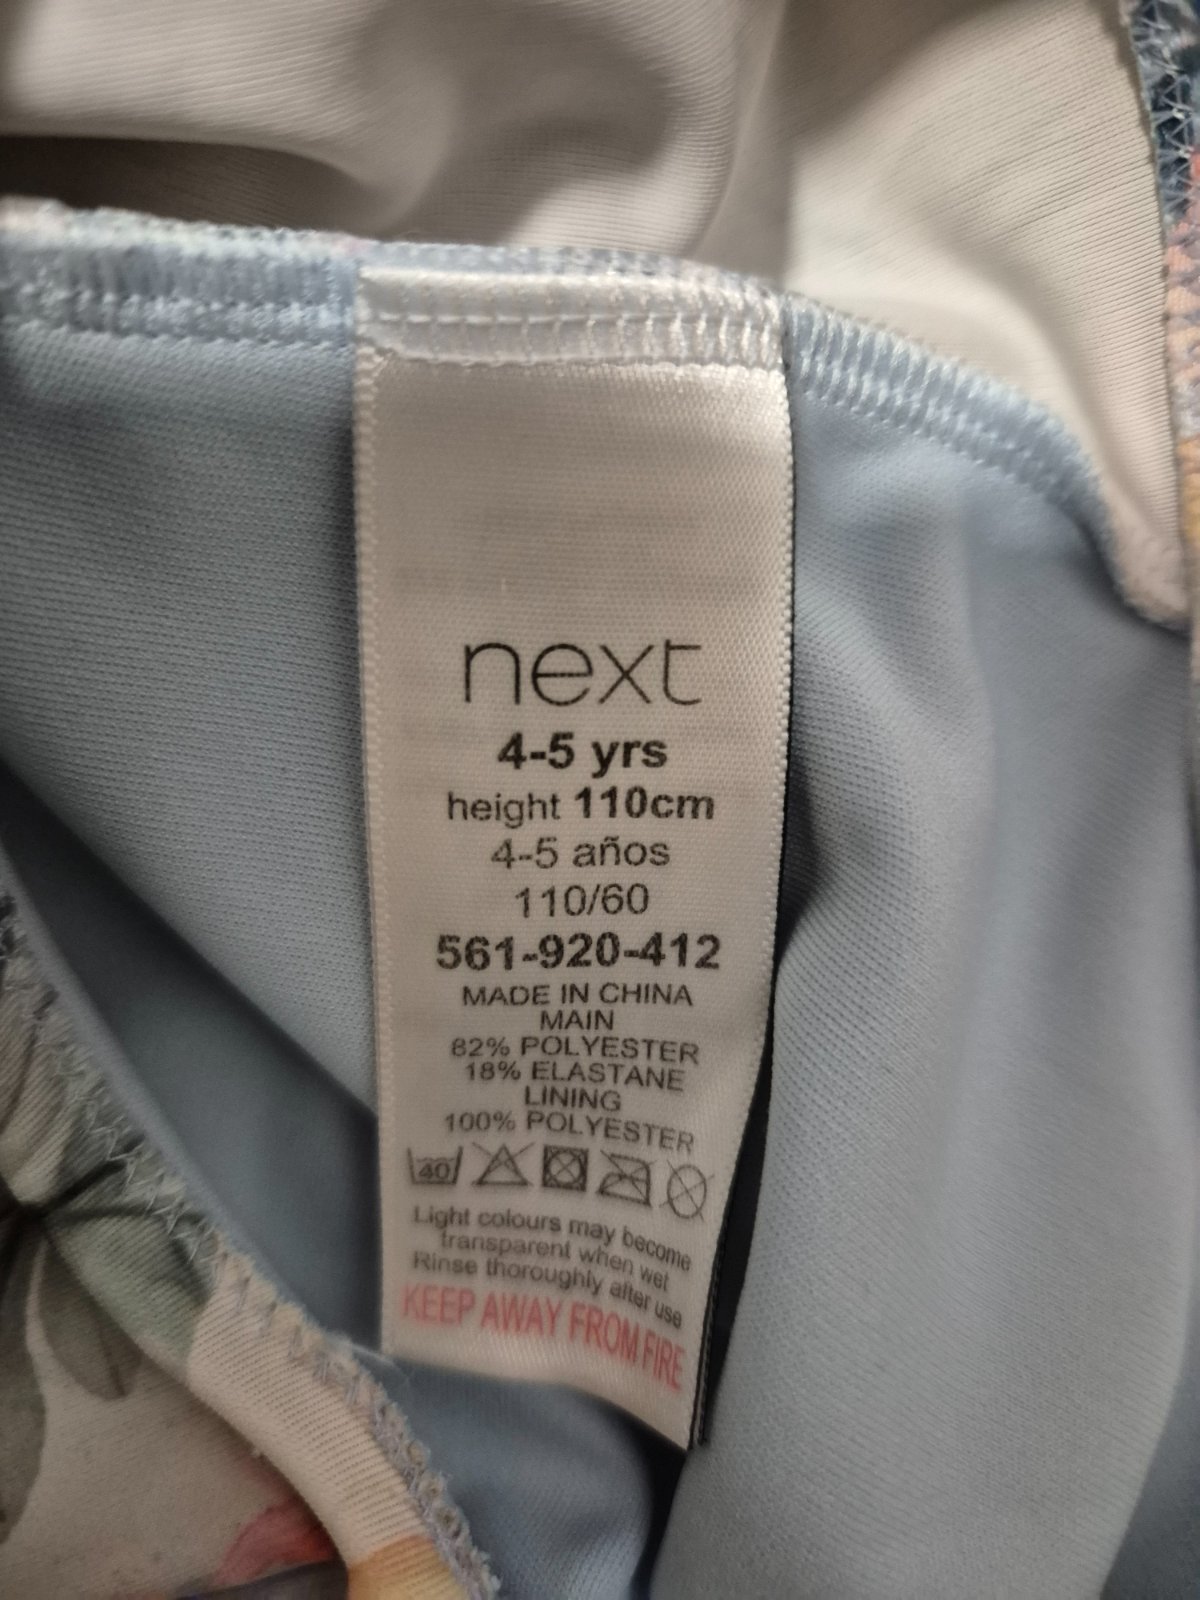 next
4-5 yrs
height 110cm
4-5 años
110/60
561-920-412
MADE IN CHINA
MAIN
82% POLYESTER
18% ELASTANE
LINING
100% POLYESTER
40
Light colours may become
transparent when wet
Rinse thoroughly after use
KEEP AWAY FROM FIRE